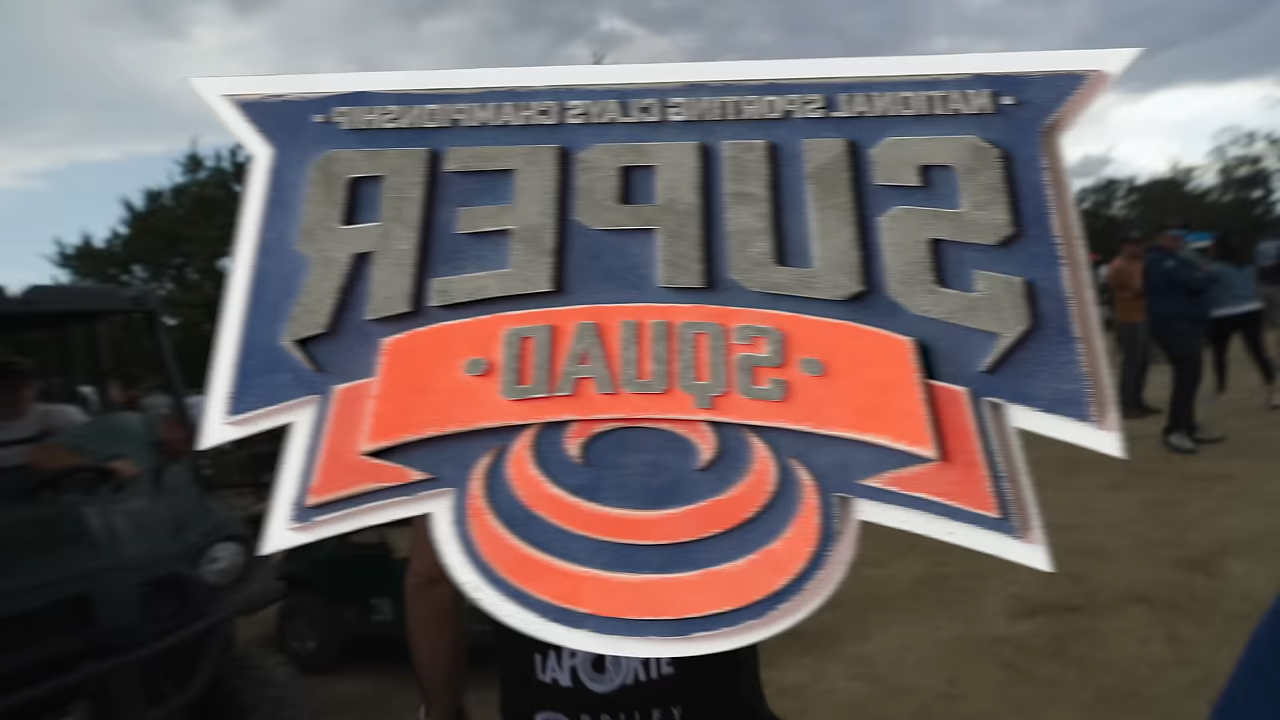 - NATIONAL SPORTING CLAYS CHAMPIONSHIP -
SUPER
· SQUAD ·
LAPORTE